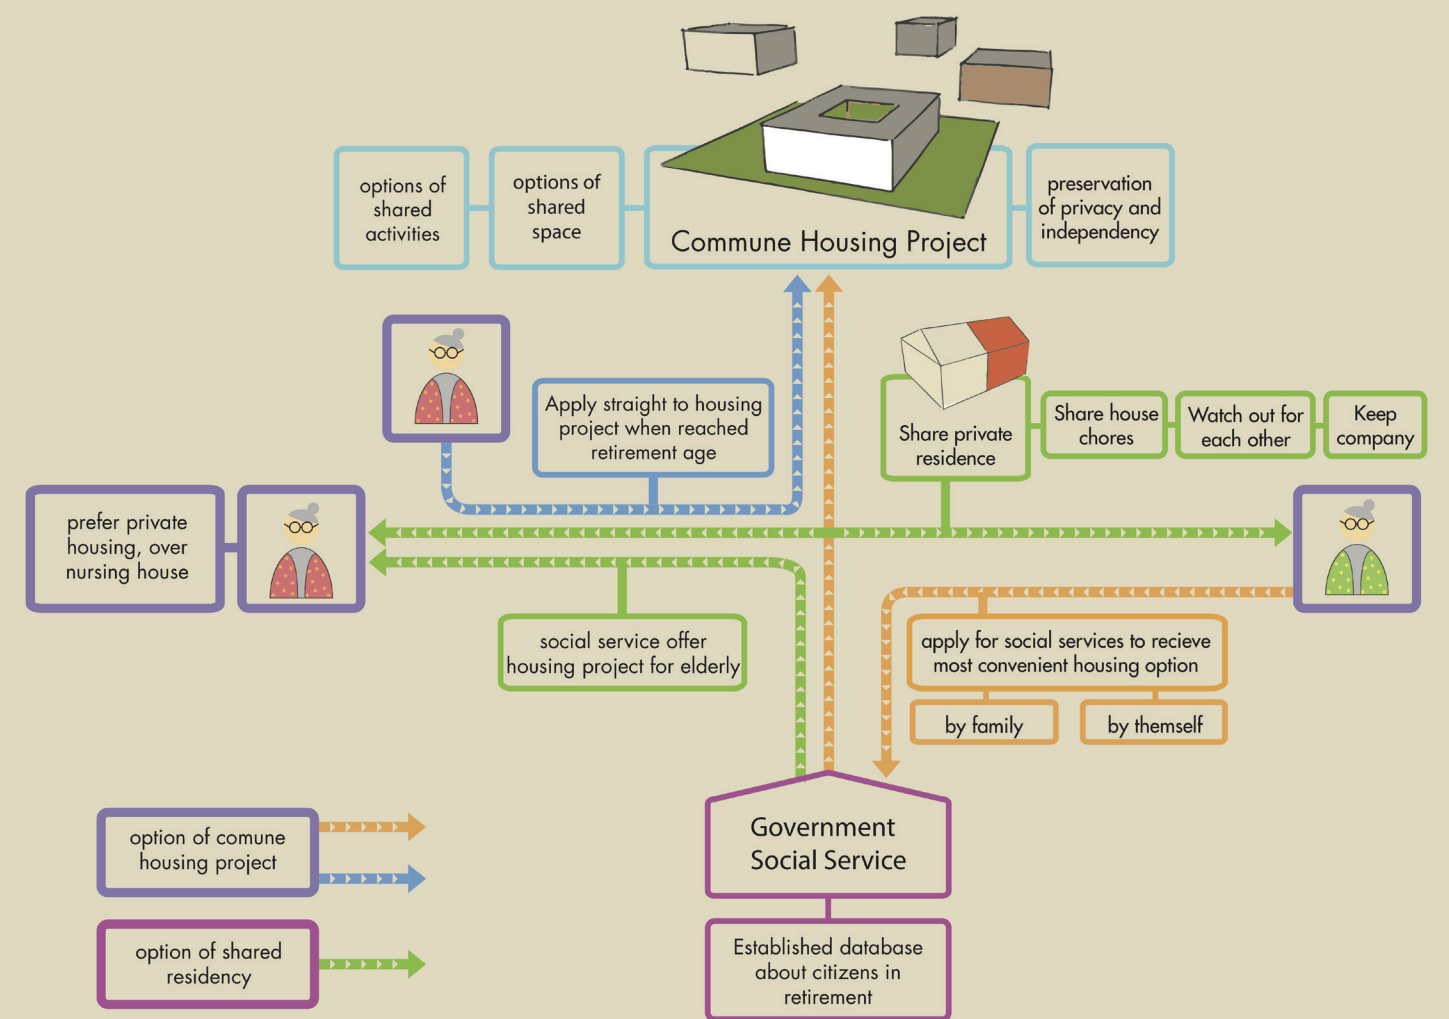 options of
shared
activities
options of
shared
space
Commune Housing Project
preservation
of privacy and
independency
Apply straight to housing
project when reached
retirement age
Share private
residence
Share house
chores
Watch out for
each other
Keep
company
prefer private
housing, over
nursing house
social service offer
housing project for elderly
apply for social services to recieve
most convenient housing option
by family
by themself
option of comune
housing project
option of shared
residency
Government
Social Service
Established database
about citizens in
retirement